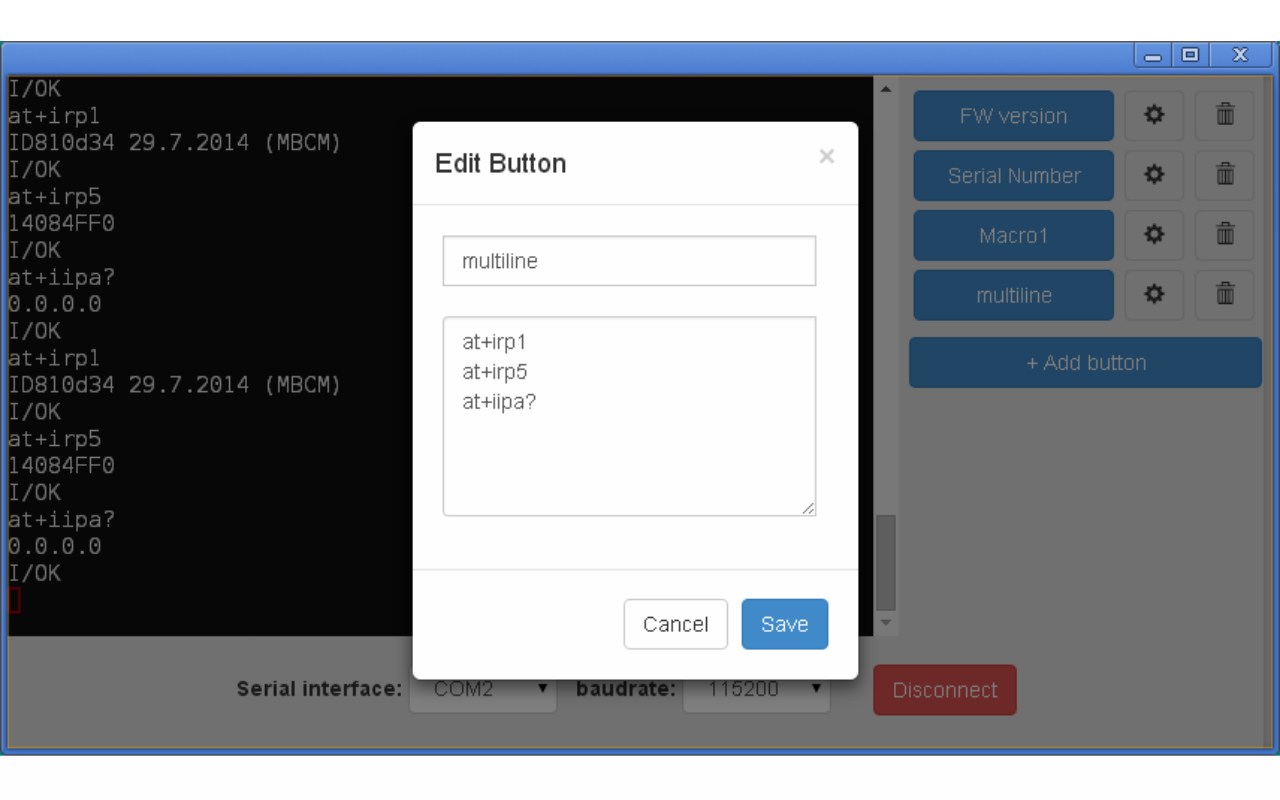 I/OK
at+irp1
ID810d34 29.7.2014 (MBCM)
I/OK
at+irp5
14084FF0
I/OK
at+iipa?
0.0.0.0
I/OK
at+irp1
ID810d34 29.7.2014 (MBCM)
I/OK
at+irp5
14084FF0
I/OK
at+iipa?
0.0.0.0
I/OK
Edit Button
×
multiline
at+irp1
at+irp5
at+iipa?
Cancel
Save
FW version
Serial Number
Macro1
multiline
+ Add button
Serial interface: COM2 baudrate: 115200 Disconnect